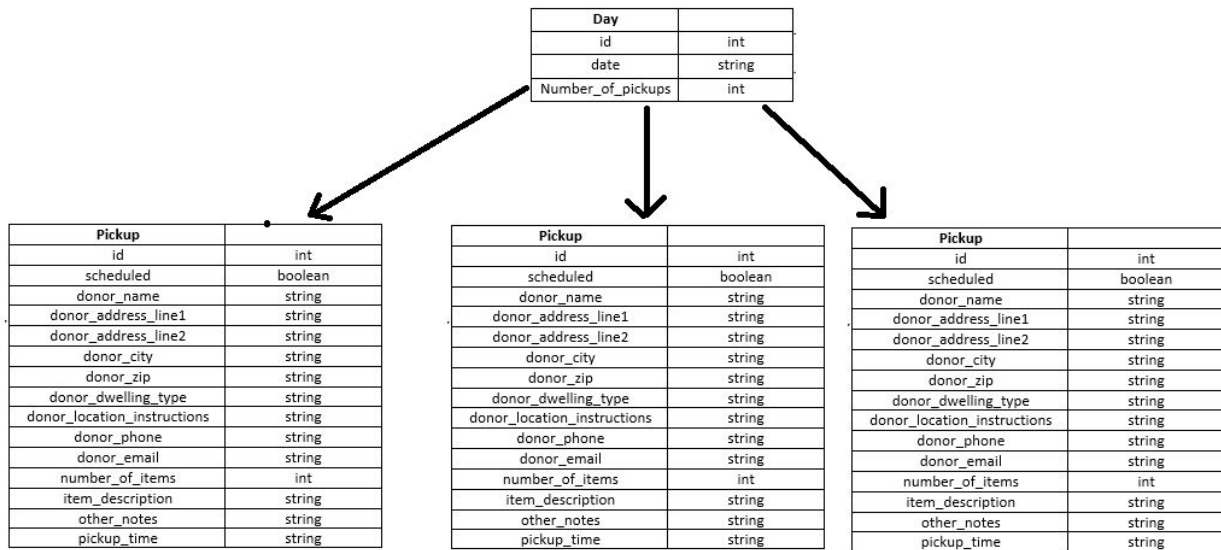 Day
id int
date string
Number_of_pickups int
Pickup
id int
scheduled boolean
donor_name string
donor_address_line1 string
donor_address_line2 string
donor_city string
donor_zip string
donor_dwelling_type string
donor_location_instructions string
donor_phone string
donor_email string
number_of_items int
item_description string
other_notes string
pickup_time string
Pickup
id int
scheduled boolean
donor_name string
donor_address_line1 string
donor_address_line2 string
donor_city string
donor_zip string
donor_dwelling_type string
donor_location_instructions string
donor_phone string
donor_email string
number_of_items int
item_description string
other_notes string
pickup_time string
Pickup
id int
scheduled boolean
donor_name string
donor_address_line1 string
donor_address_line2 string
donor_city string
donor_zip string
donor_dwelling_type string
donor_location_instructions string
donor_phone string
donor_email string
number_of_items int
item_description string
other_notes string
pickup_time string